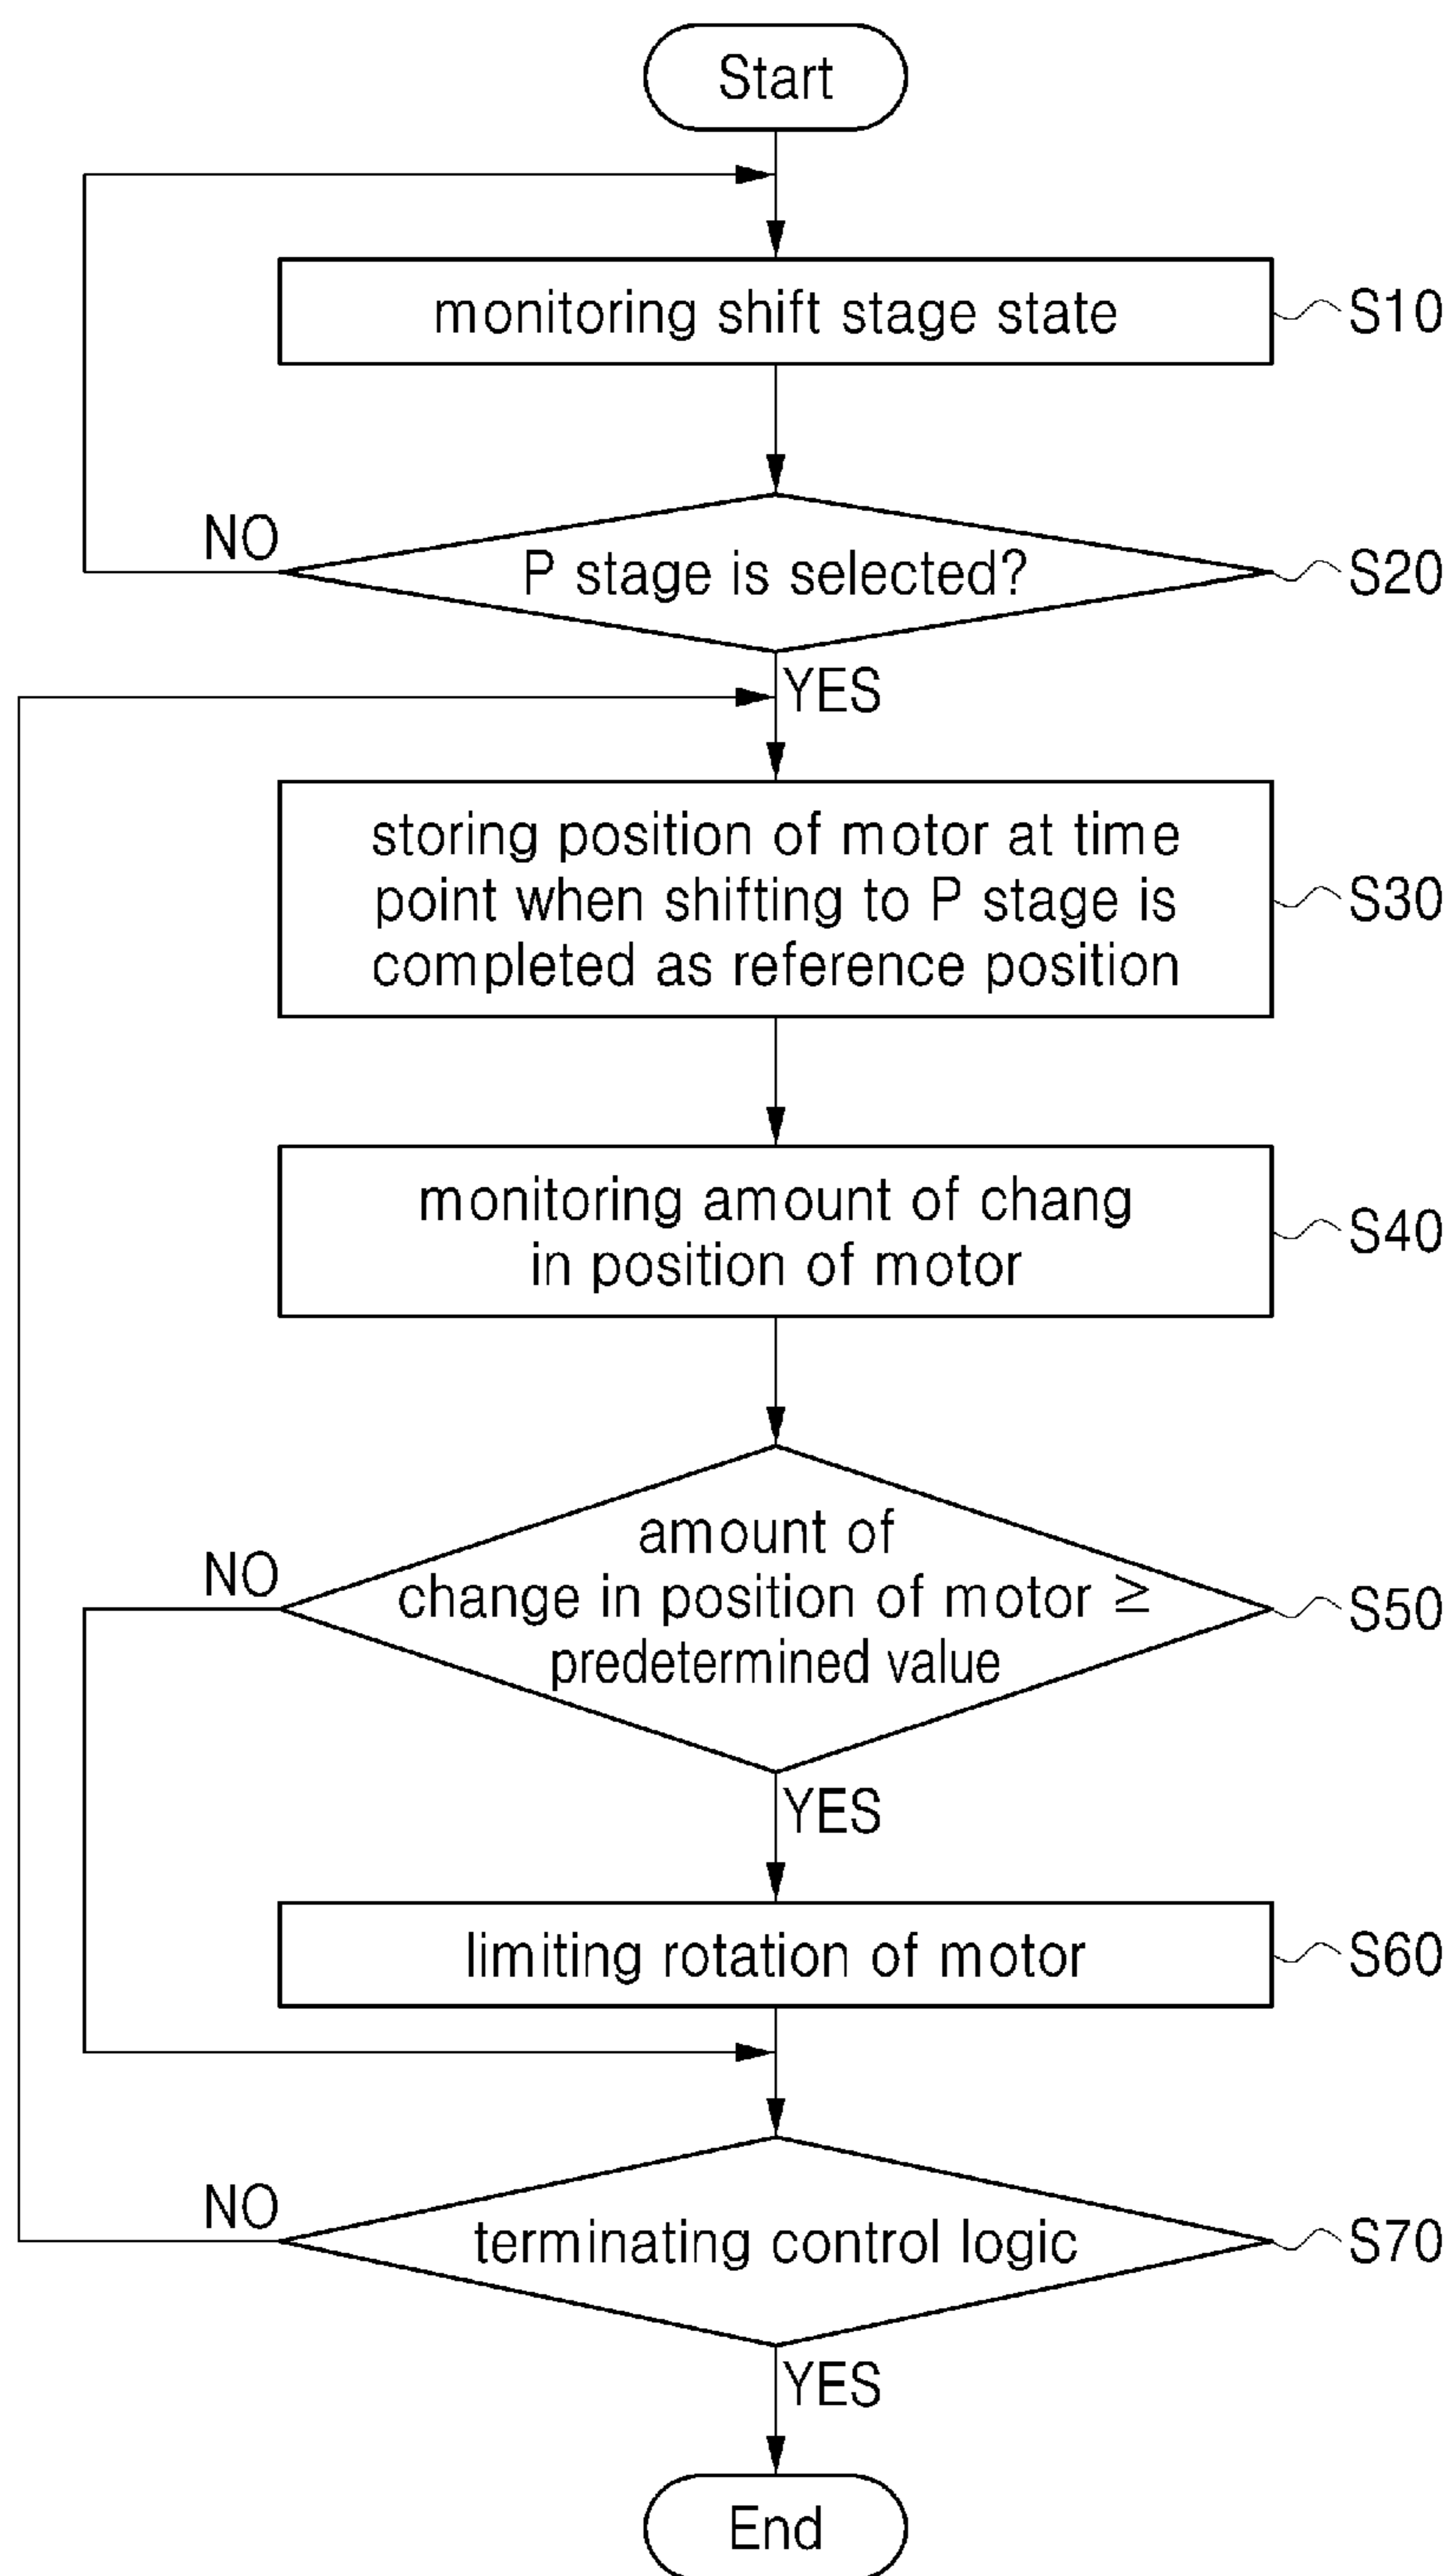 Start
monitoring shift stage state
S10
NO
P stage is selected?
S20
YES
storing position of motor at time
point when shifting to P stage is
completed as reference position
S30
monitoring amount of chang
in position of motor
S40
NO
amount of
change in position of motor ≥
predetermined value
S50
YES
limiting rotation of motor
S60
NO
terminating control logic
S70
YES
End